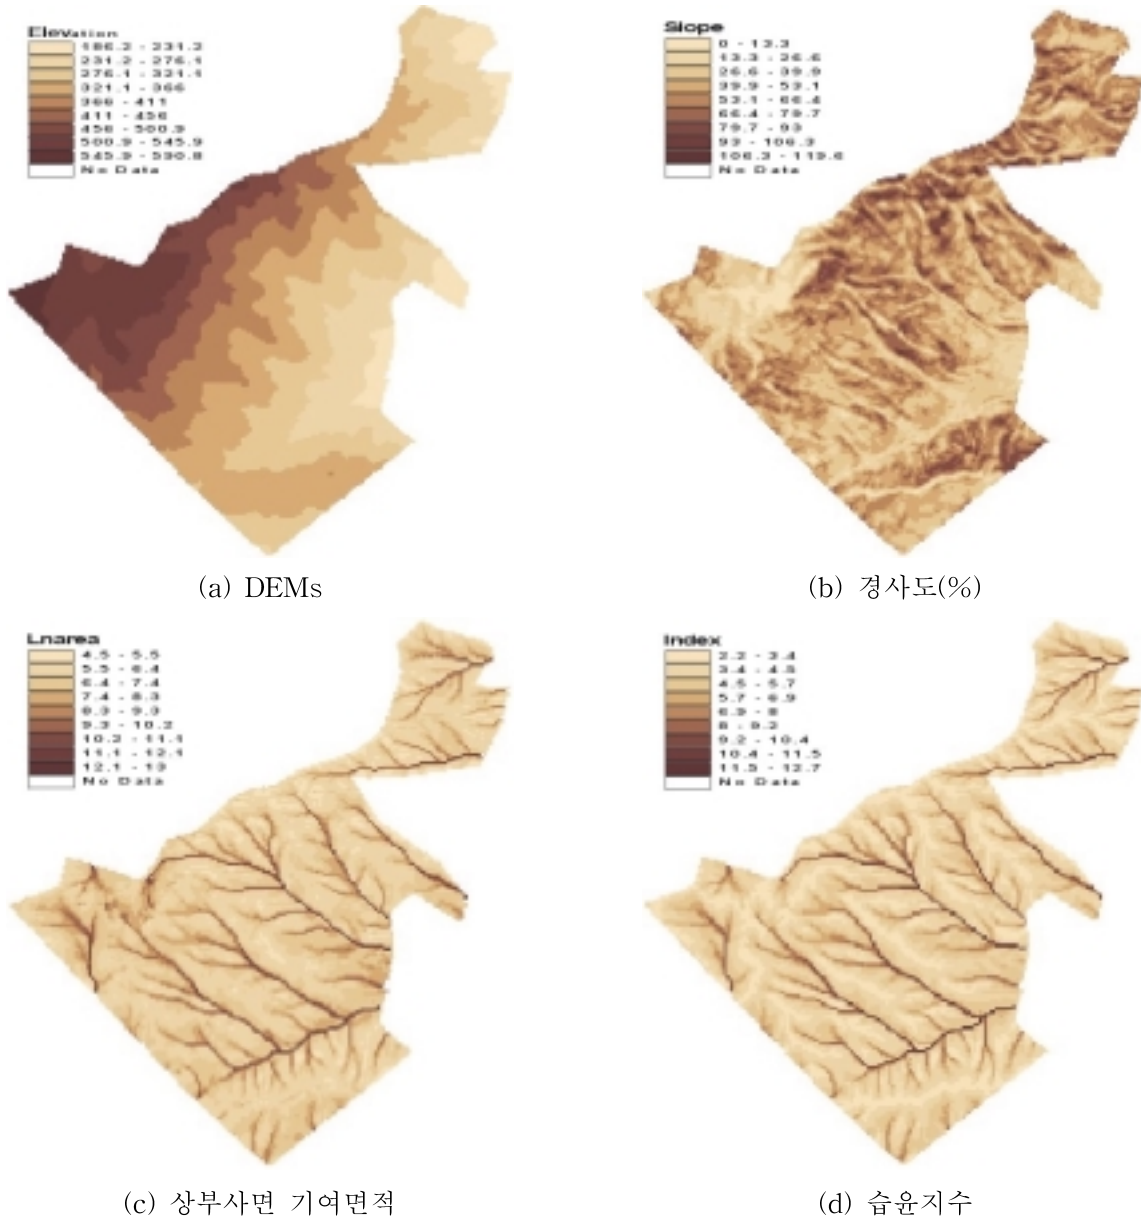 Elevation
186.2 - 231.2
231.2 - 276.1
276.1 - 321.1
321.1 - 366
366 - 411
411 - 456
456 - 500.9
500.9 - 545.9
545.9 - 590.8
No Data
Slope
0 - 13.3
13.3 - 26.6
26.6 - 39.9
39.9 - 53.1
53.1 - 66.4
66.4 - 79.7
79.7 - 93
93 - 106.3
106.3 - 119.6
No Data
(a) DEMs
(b) 경사도(%)
Lnarea
4.5 - 5.5
5.5 - 6.4
6.4 - 7.4
7.4 - 8.3
8.3 - 9.3
9.3 - 10.2
10.2 - 11.1
11.1 - 12.1
12.1 - 13
No Data
Index
2.2 - 3.4
3.4 - 4.5
4.5 - 5.7
5.7 - 6.9
6.9 - 8
8 - 9.2
9.2 - 10.4
10.4 - 11.5
11.5 - 12.7
No Data
(c) 상부사면 기여면적
(d) 습윤지수